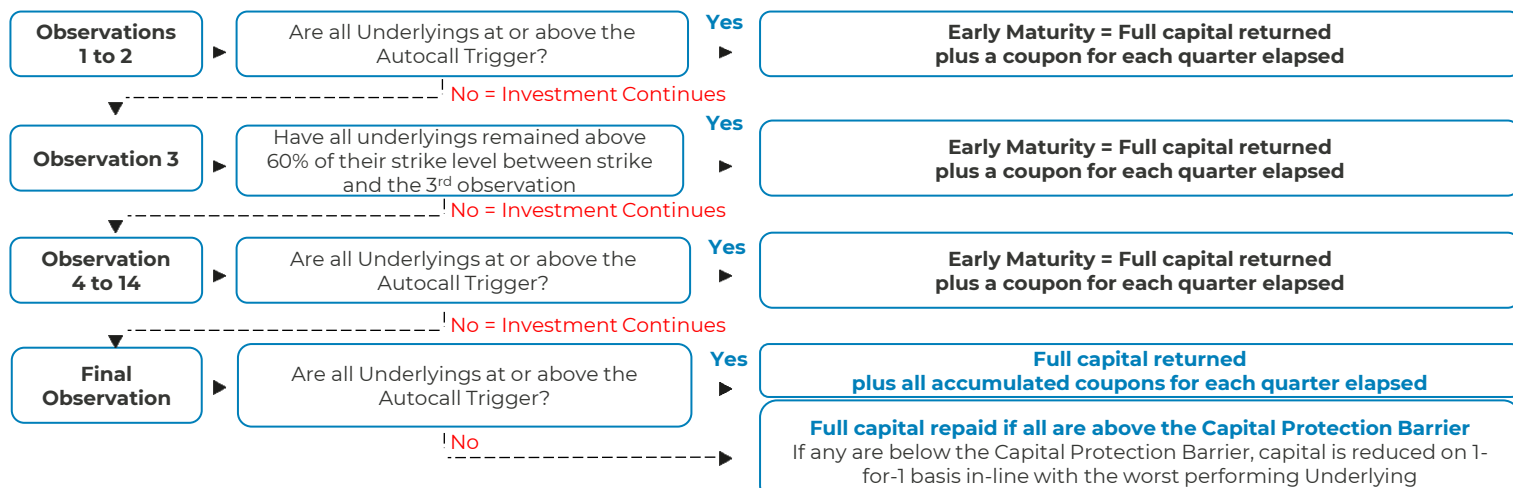 Observations
1 to 2
Are all Underlyings at or above the
Autocall Trigger?
Yes
Early Maturity = Full capital returned
plus a coupon for each quarter elapsed
No = Investment Continues
Observation 3
Have all underlyings remained above
60% of their strike level between strike
and the 3rd observation
Yes
Early Maturity = Full capital returned
plus a coupon for each quarter elapsed
No = Investment Continues
Observation
4 to 14
Are all Underlyings at or above the
Autocall Trigger?
Yes
Early Maturity = Full capital returned
plus a coupon for each quarter elapsed
No = Investment Continues
Final
Observation
Are all Underlyings at or above the
Autocall Trigger?
Yes
Full capital returned
plus all accumulated coupons for each quarter elapsed
No
Full capital repaid if all are above the Capital Protection Barrier
If any are below the Capital Protection Barrier, capital is reduced on 1-
for-1 basis in-line with the worst performing Underlying